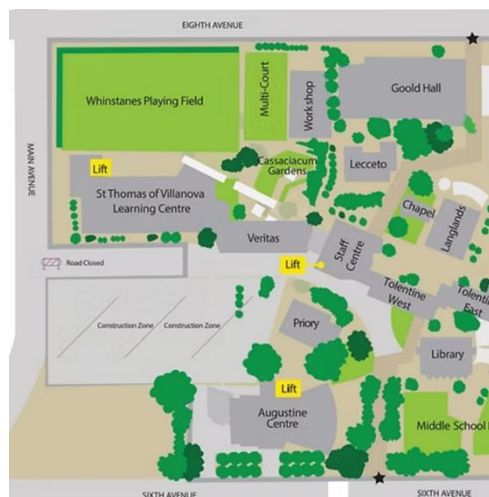 EIGHTH AVENUE
MAIN AVENUE
Whinstanes Playing Field
Multi-Court
Workshop
Goold Hall
Lift
Cassaciacum
Gardens
Lecceto
St Thomas of Villanova
Learning Centre
Chapel
Langlands
Veritas
Staff
Centre
Road Closed
Lift
Tolentine
West
Tolentine
East
Construction Zone
Construction Zone
Priory
Library
Lift
Augustine
Centre
Middle School
SIXTH AVENUE
SIXTH AVENUE